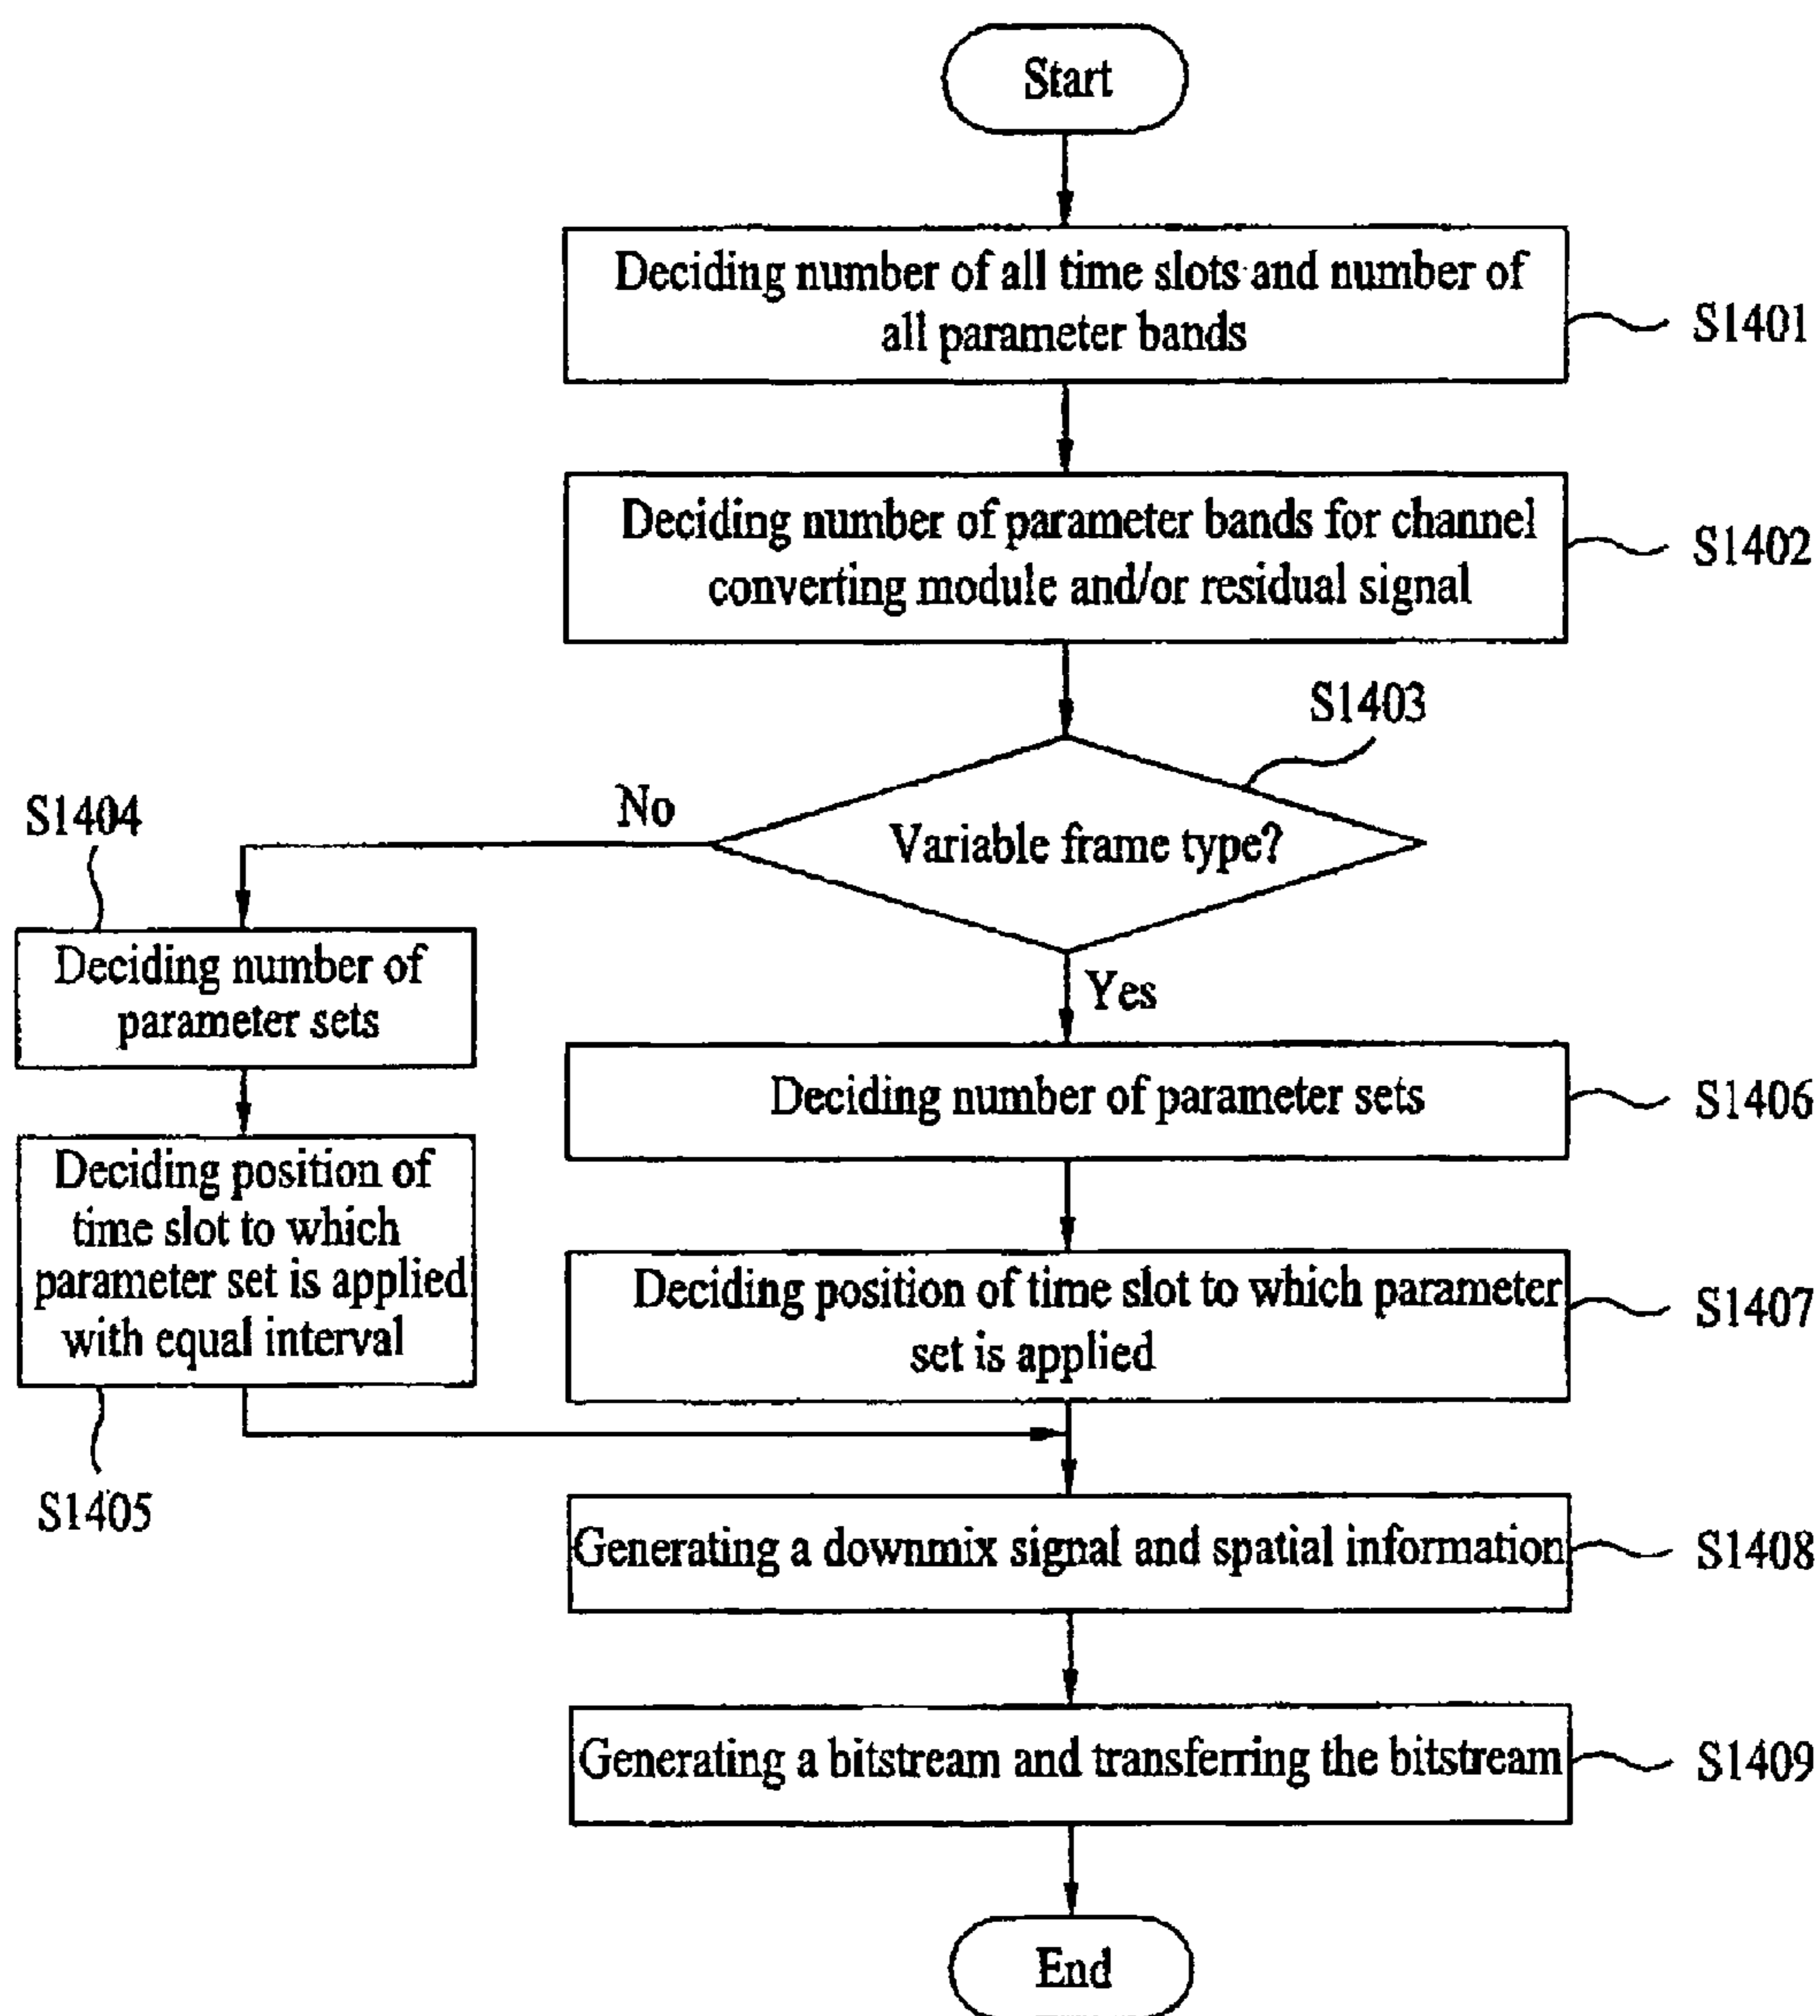 Start
Deciding number of all time slots and number of
all parameter bands
S1401
Deciding number of parameter bands for channel
converting module and/or residual signal
S1402
S1403
Variable frame type?
No
Yes
S1404
Deciding number of
parameter sets
Deciding position of
time slot to which
parameter set is applied
with equal interval
S1405
Deciding number of parameter sets
S1406
Deciding position of time slot to which parameter
set is applied
S1407
Generating a downmix signal and spatial information
S1408
Generating a bitstream and transferring the bitstream
S1409
End